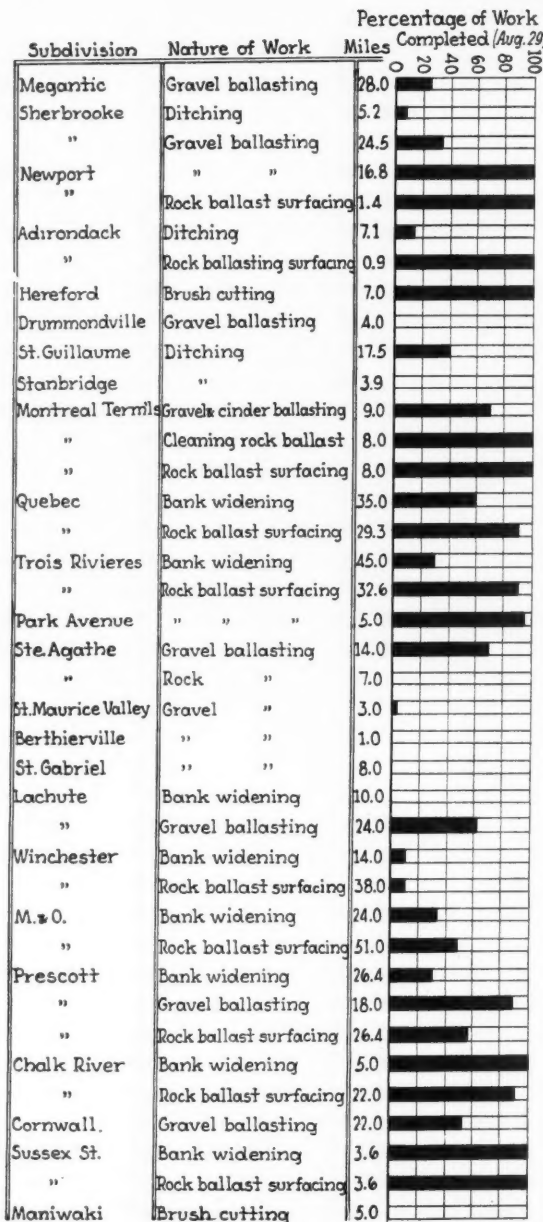 Percentage of Work
Subdivision Nature of Work Miles Completed (Aug. 29)
0 20 40 60 80 100
Megantic Gravel ballasting 28.0
Sherbrooke Ditching 5.2
" Gravel ballasting 24.5
Newport " " 16.8
" Rock ballast surfacing 1.4
Adirondack Ditching 7.1
" Rock ballasting surfacing 0.9
Hereford Brush cutting 7.0
Drummondville Gravel ballasting 4.0
St. Guillaume Ditching 17.5
Stanbridge " 3.9
Montreal Term'ls Gravel & cinder ballasting 9.0
" Cleaning rock ballast 8.0
" Rock ballast surfacing 8.0
Quebec Bank widening 35.0
" Rock ballast surfacing 29.3
Trois Rivieres Bank widening 45.0
" Rock ballast surfacing 32.6
Park Avenue " " " 5.0
Ste. Agathe Gravel ballasting 14.0
" Rock " 7.0
St. Maurice Valley Gravel " 3.0
Berthierville " " 1.0
St. Gabriel " " 8.0
Lachute Bank widening 10.0
" Gravel ballasting 24.0
Winchester Bank widening 14.0
" Rock ballast surfacing 38.0
M. & O. Bank widening 24.0
" Rock ballast surfacing 51.0
Prescott Bank widening 26.4
" Gravel ballasting 18.0
" Rock ballast surfacing 26.4
Chalk River Bank widening 5.0
" Rock ballast surfacing 22.0
Cornwall. Gravel ballasting 22.0
Sussex St. Bank widening 3.6
" Rock ballast surfacing 3.6
Maniwaki Brush cutting 5.0